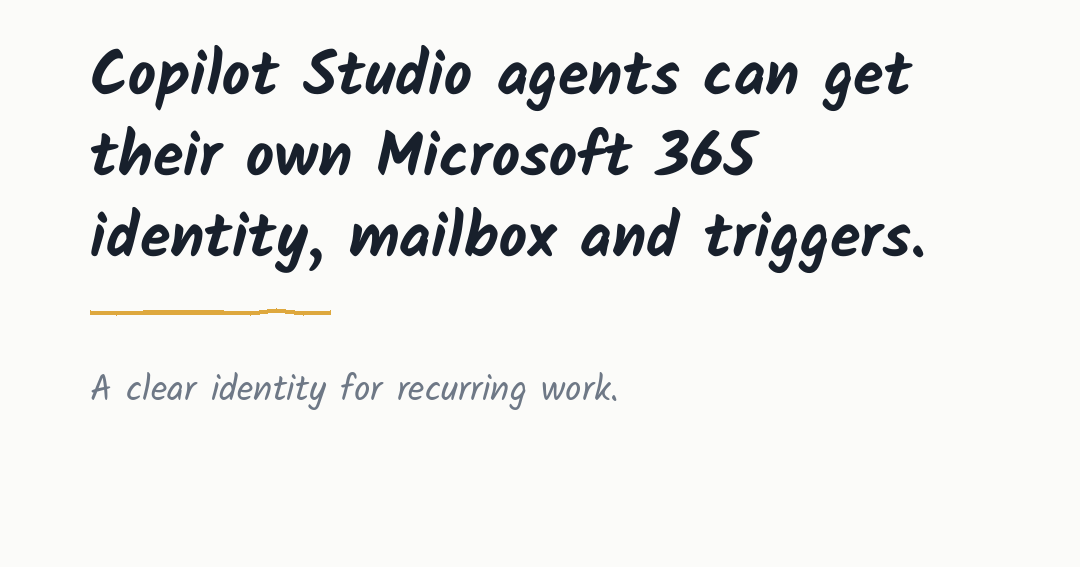 Copilot Studio agents can get
their own Microsoft 365
identity, mailbox and triggers.
A clear identity for recurring work.